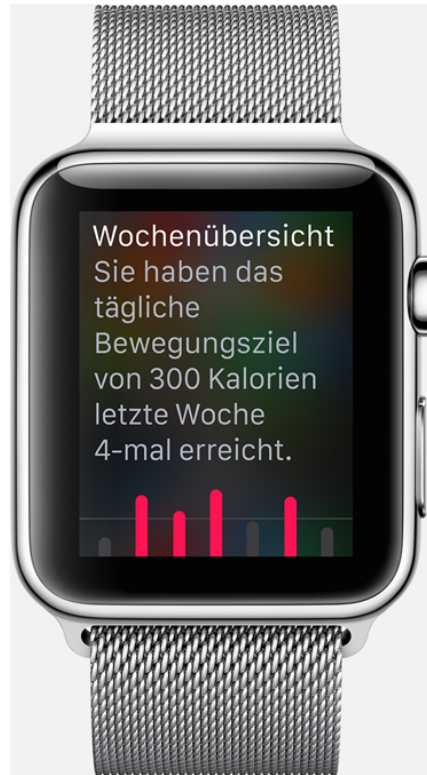 Wochenübersicht
Sie haben das
tägliche
Bewegungsziel
von 300 Kalorien
letzte Woche
4-mal erreicht.